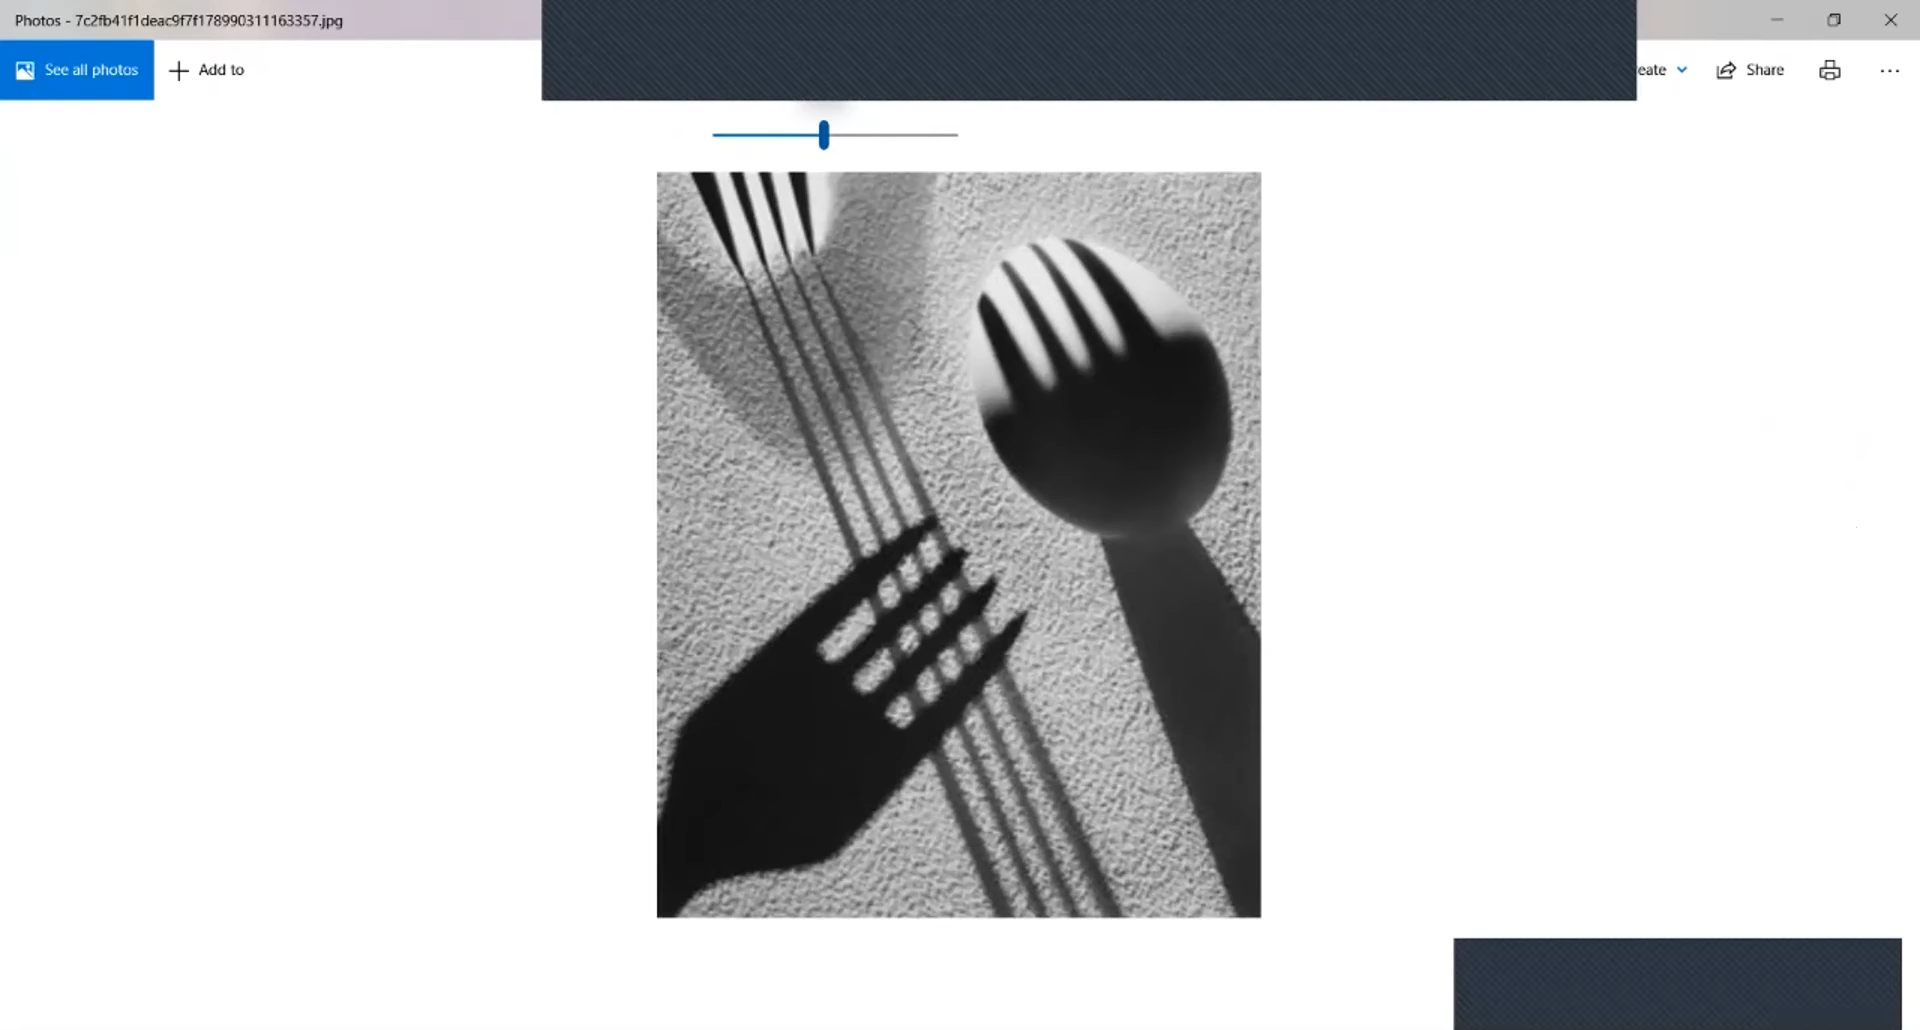 Photos - 7c2fb41f1deac9f7f178990311163357.jpg
See all photos
Add to
eate
Share